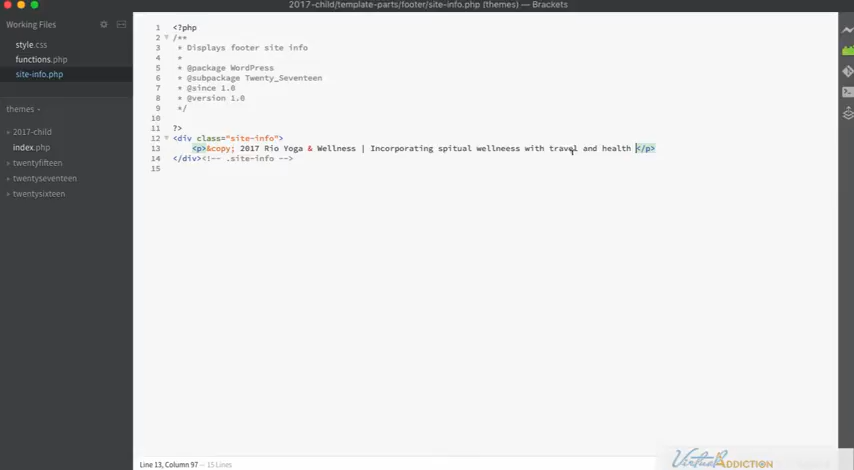 2017-child/template-parts/footer/site-info.php (themes) — Brackets
Working Files
style.css
functions.php
site-info.php
themes
2017-child
index.php
twentyfifteen
twentyseventeen
twentysixteen
1 <?php
2 /**
3 * Displays footer site info
4 *
5 * @package WordPress
6 * @subpackage Twenty_Seventeen
7 * @since 1.0
8 * @version 1.0
9 */
10
11 ?>
12 <div class="site-info">
13 <p>&copy; 2017 Rio Yoga & Wellness | Incorporating spitual wellneess with travel and health </p>
14 </div><!-- .site-info -->
15
Line 13, Column 97 — 15 Lines
Virtual ADDICTION